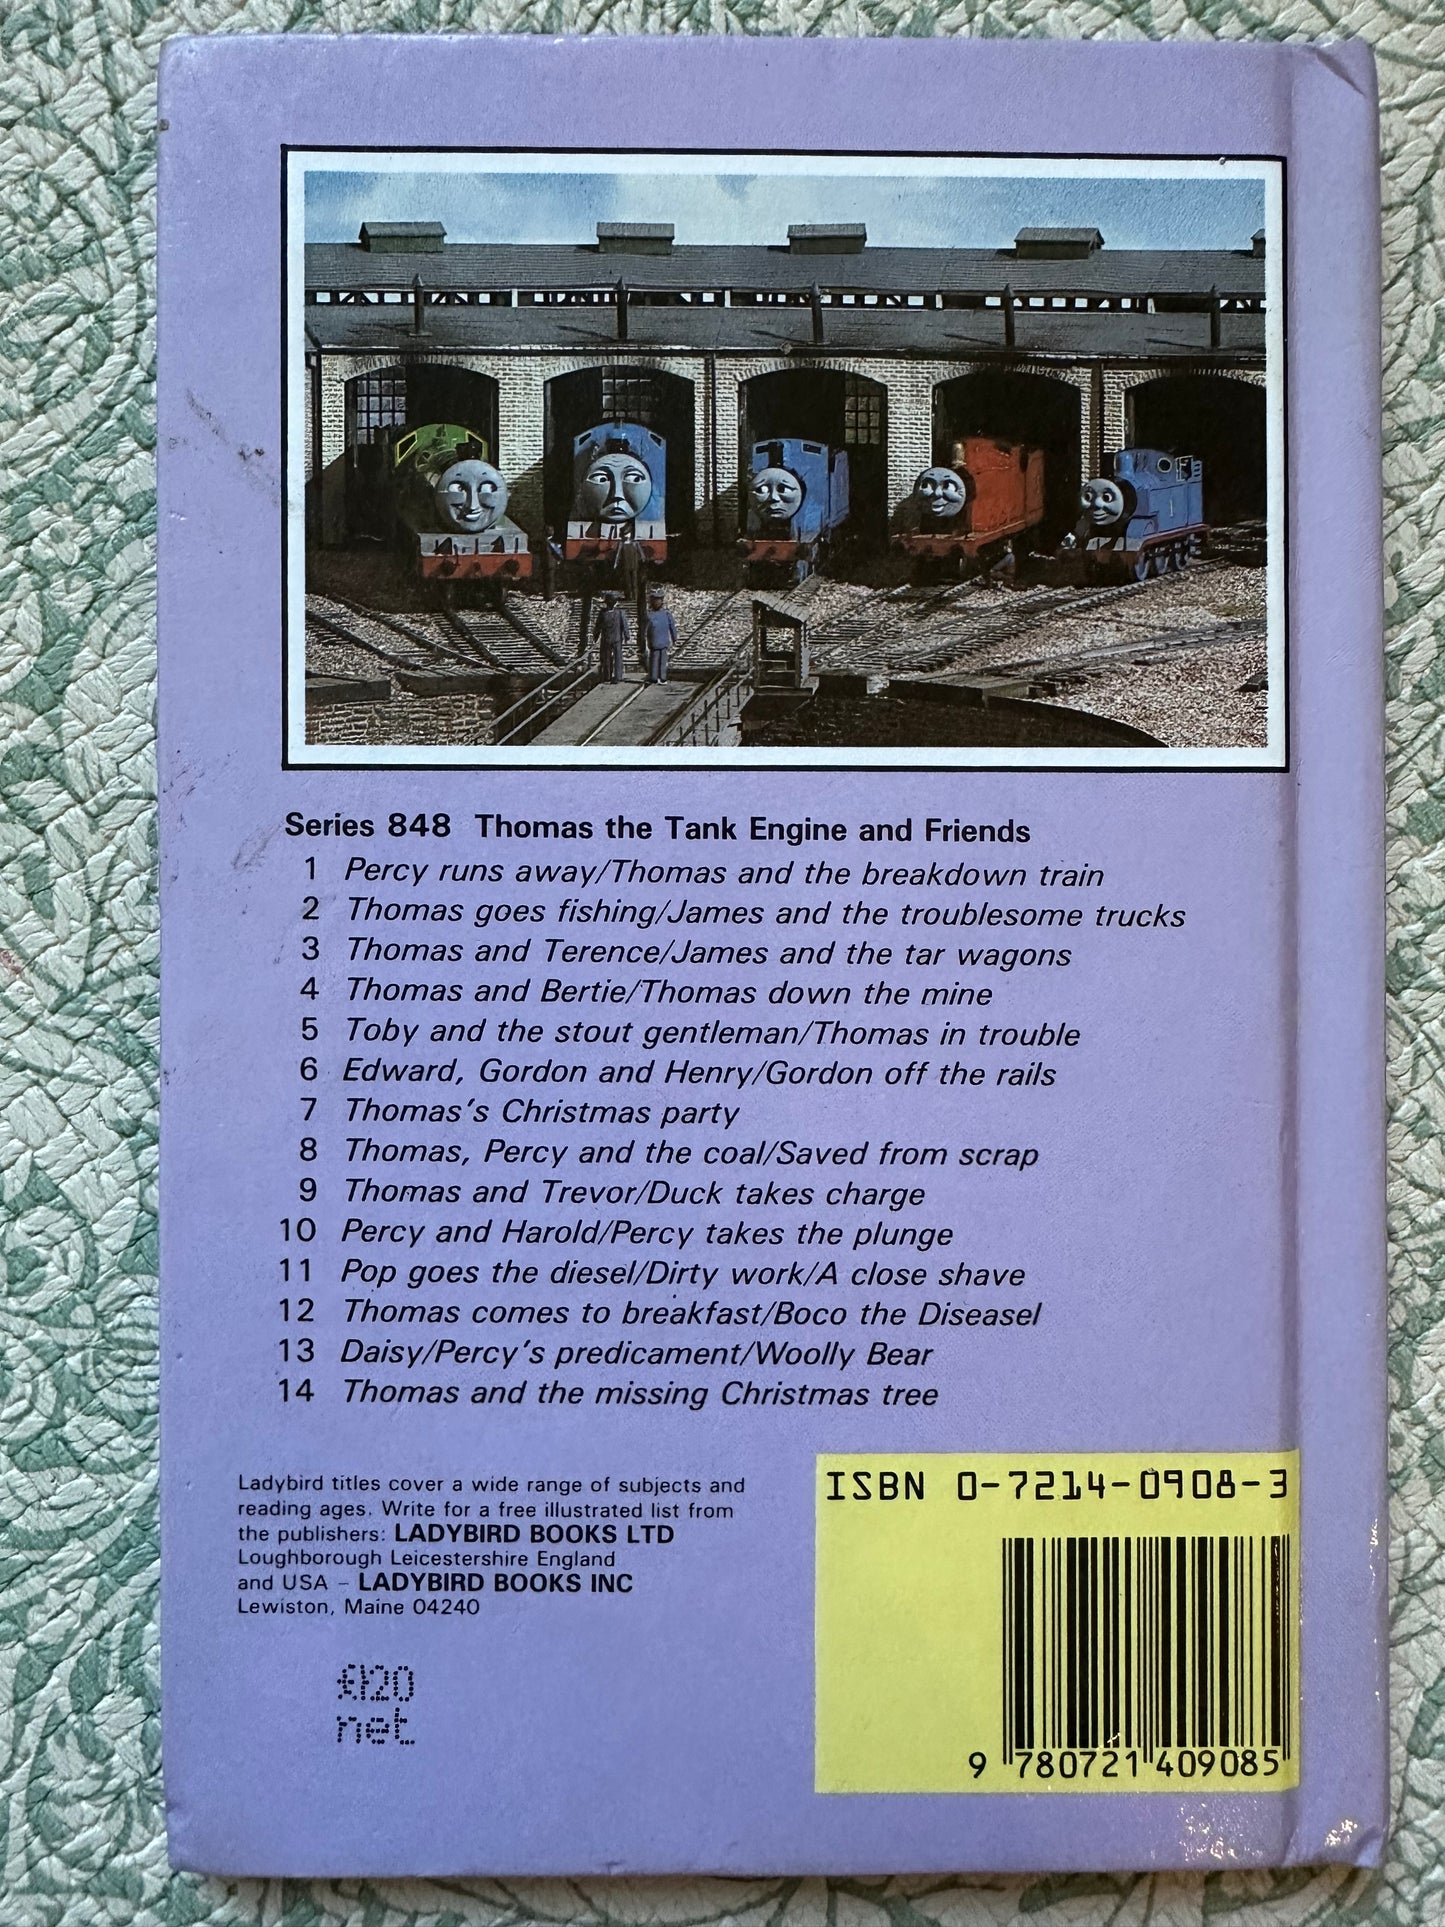 Series 848 Thomas the Tank Engine and Friends
1 Percy runs away/Thomas and the breakdown train
2 Thomas goes fishing/James and the troublesome trucks
3 Thomas and Terence/James and the tar wagons
4 Thomas and Bertie/Thomas down the mine
5 Toby and the stout gentleman/Thomas in trouble
6 Edward, Gordon and Henry/Gordon off the rails
7 Thomas's Christmas party
8 Thomas, Percy and the coal/Saved from scrap
9 Thomas and Trevor/Duck takes charge
10 Percy and Harold/Percy takes the plunge
11 Pop goes the diesel/Dirty work/A close shave
12 Thomas comes to breakfast/Boco the Diseasel
13 Daisy/Percy's predicament/Woolly Bear
14 Thomas and the missing Christmas tree
Ladybird titles cover a wide range of subjects and
reading ages. Write for a free illustrated list from
the publishers: LADYBIRD BOOKS LTD
Loughborough Leicestershire England
and USA – LADYBIRD BOOKS INC
Lewiston, Maine 04240
£120
net
ISBN 0-7214-0908-3
9 780721 409085